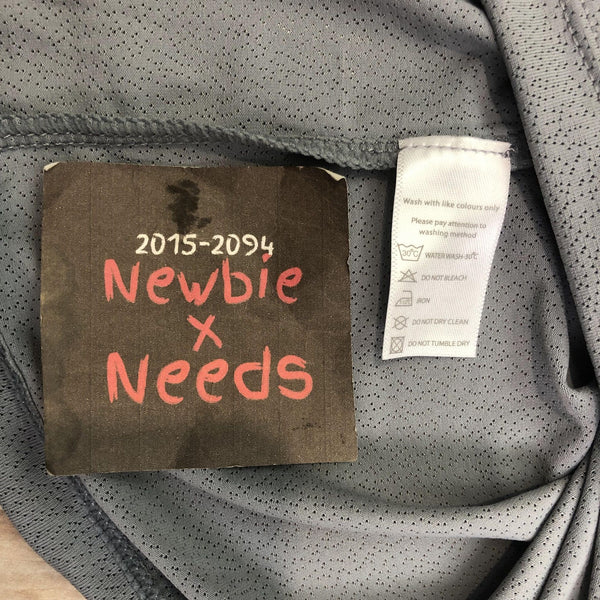 2015-2094
Newbie
x
Needs
Wash with like colours only
Please pay attention to
washing method
30°C WATER WASH-30°C
DO NOT BLEACH
IRON
DO NOT DRY CLEAN
DO NOT TUMBLE DRY